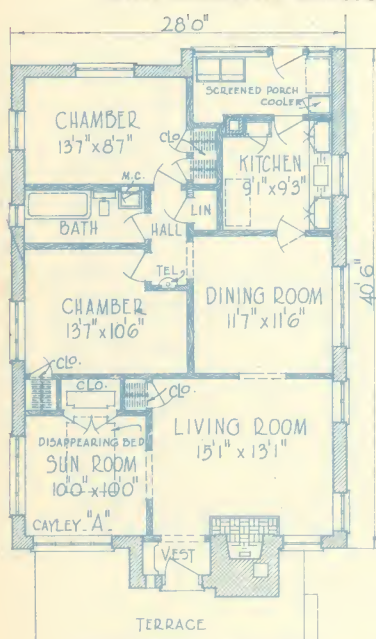 28'0"
SCREENED PORCH
COOLER
CHAMBER
13'7" x 8'7"
CLO.
KITCHEN
9'1" x 9'3"
M.C.
LIN
BATH
HALL
TEL.
40'6"
CHAMBER
13'7" x 10'6"
DINING ROOM
11'7" x 11'6"
CLO.
CLO.
CLO.
DISAPPEARING BED
LIVING ROOM
15'1" x 13'1"
SUN ROOM
10'0" x 10'0"
CAYLEY "A"
VEST
TERRACE